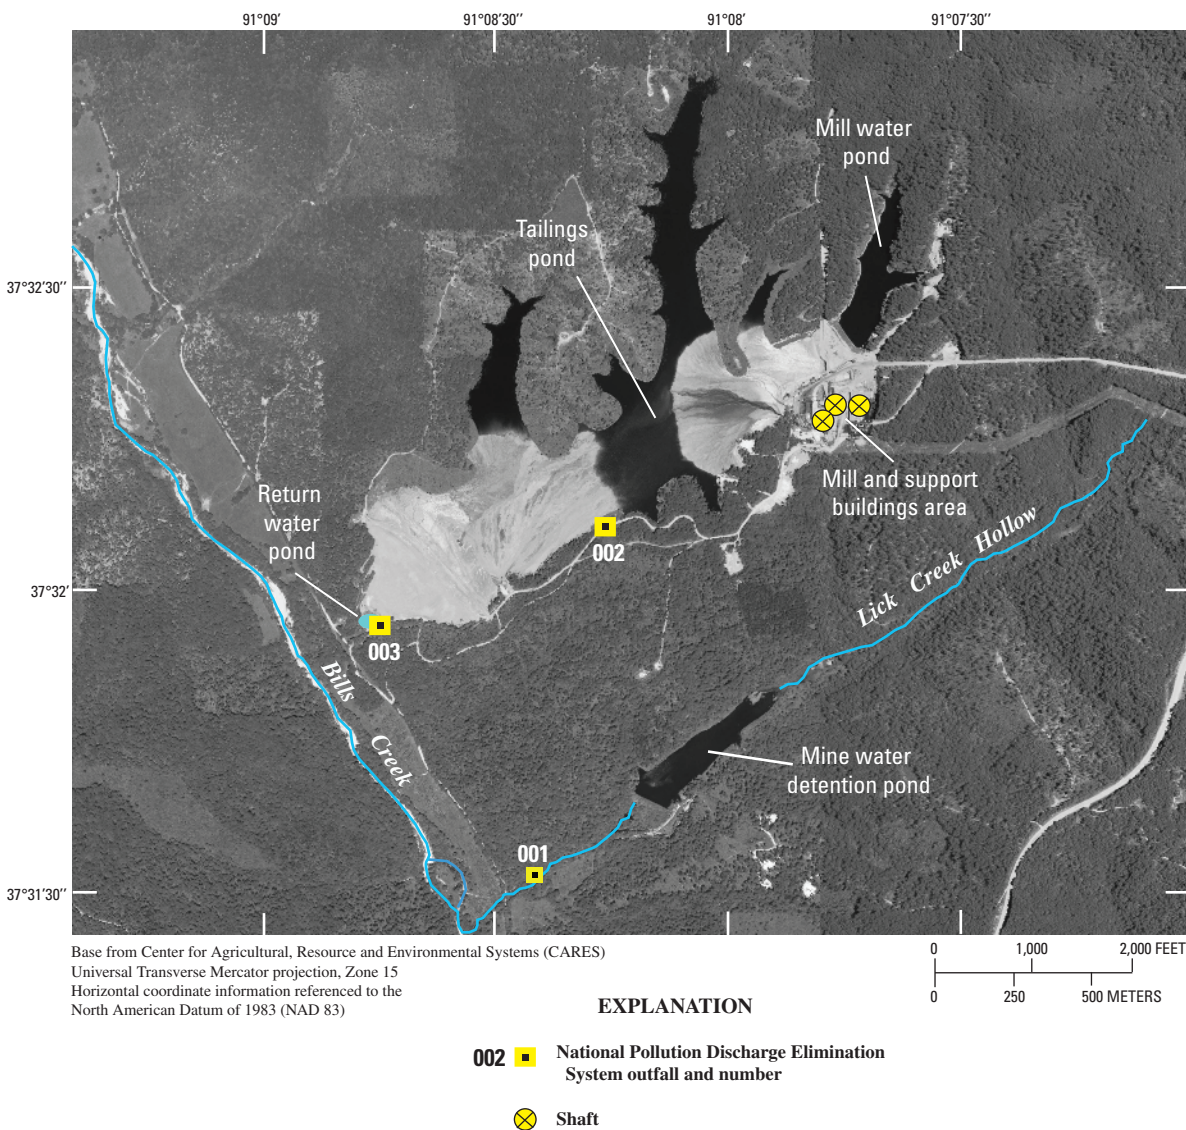 91°09'
91°08'30"
91°08'
91°07'30"
Mill water
pond
Tailings
pond
37°32'30"
Mill and support
buildings area
Return
water
pond
002
Lick Creek Hollow
37°32'
003
Bills
Creek
Mine water
detention pond
001
37°31'30"
Base from Center for Agricultural, Resource and Environmental Systems (CARES)
Universal Transverse Mercator projection, Zone 15
Horizontal coordinate information referenced to the
North American Datum of 1983 (NAD 83)
0 1,000 2,000 FEET
0 250 500 METERS
EXPLANATION
002 National Pollution Discharge Elimination
System outfall and number
Shaft